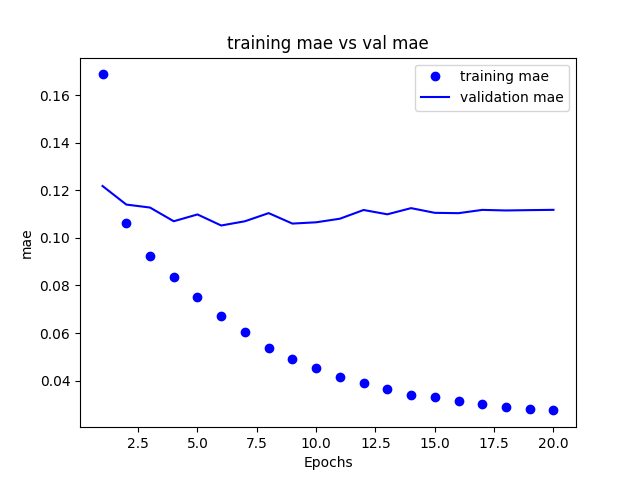 training mae vs val mae
training mae
validation mae
mae
0.16
0.14
0.12
0.10
0.08
0.06
0.04
2.5 5.0 7.5 10.0 12.5 15.0 17.5 20.0
Epochs